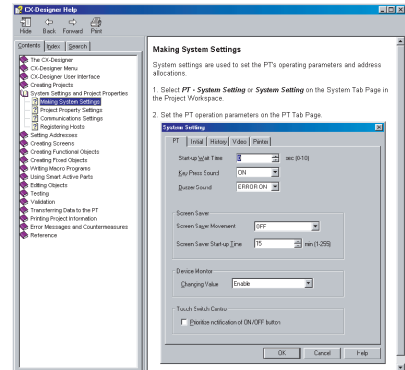 CX-Designer Help
Hide Back Forward Print
Contents Index Search
The CX-Designer
CX-Designer Menu
CX-Designer User Interface
Creating Projects
System Settings and Project Properties
Making System Settings
Project Property Settings
Communications Settings
Registering Hosts
Setting Addresses
Creating Screens
Creating Functional Objects
Creating Fixed Objects
Writing Macro Programs
Using Smart Active Parts
Editing Objects
Testing
Validation
Transferring Data to the PT
Printing Project Information
Error Messages and Countermeasures
Reference
Making System Settings
System settings are used to set the PT's operating parameters and address
allocations.
1. Select PT - System Setting or System Setting on the System Tab Page in
the Project Workspace.
2. Set the PT operation parameters on the PT Tab Page.
System Setting
PT Initial History Video Printer
Start-up Wait Time 0 sec (0-10)
Key Press Sound ON
Buzzer Sound ERROR ON
Screen Saver
Screen Saver Movement OFF
Screen Saver Start-up Time 15 min (1-255)
Device Monitor
Changing Value Enable
Touch Switch Control
Prioritize notification of ON/OFF button
OK Cancel Help